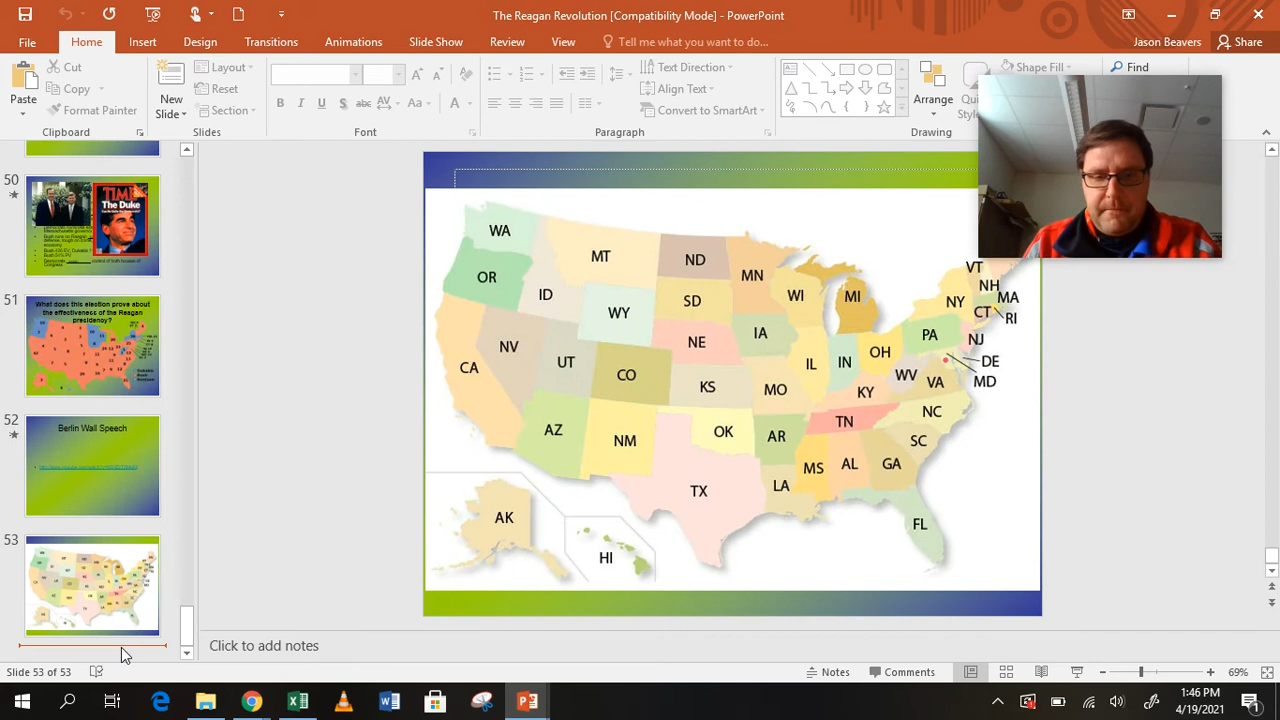 The Reagan Revolution [Compatibility Mode] - PowerPoint
File Home Insert Design Transitions Animations Slide Show Review View Tell me what you want to do... Jason Beavers Share
Paste
Cut
Copy
Format Painter
Clipboard
New
Slide
Layout
Reset
Section
Slides
B I U S abc AV Aa A
Font
Text Direction
Align Text
Convert to SmartArt
Paragraph
Arrange
Shape Fill
Drawing
Find
50
TIME
The Duke
51
What does this election prove about
the effectiveness of the Reagan
presidency?
52
Berlin Wall Speech
53
WA
OR
CA
ID
NV
MT
WY
UT
AZ
CO
NM
ND
SD
NE
KS
OK
TX
MN
IA
MO
AR
LA
WI
IL
MI
IN
OH
KY
TN
MS
AL
GA
FL
SC
NC
VA
WV
PA
NY
VT
NH
MA
CT
RI
NJ
DE
MD
AK
HI
Click to add notes
Slide 53 of 53
Notes
Comments
69%
1:46 PM
4/19/2021